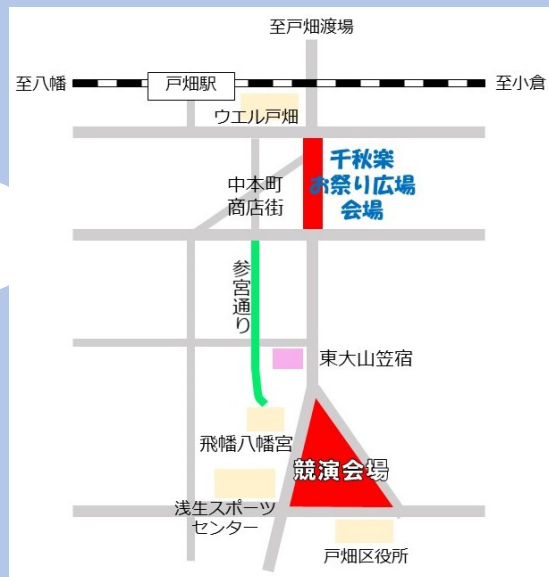 至戸畑渡場
至八幡
戸畑駅
至小倉
ウエル戸畑
千秋楽
お祭り広場
会場
中本町
商店街
参宮通り
東大山笠宿
飛幡八幡宮
競演会場
浅生スポーツ
センター
戸畑区役所